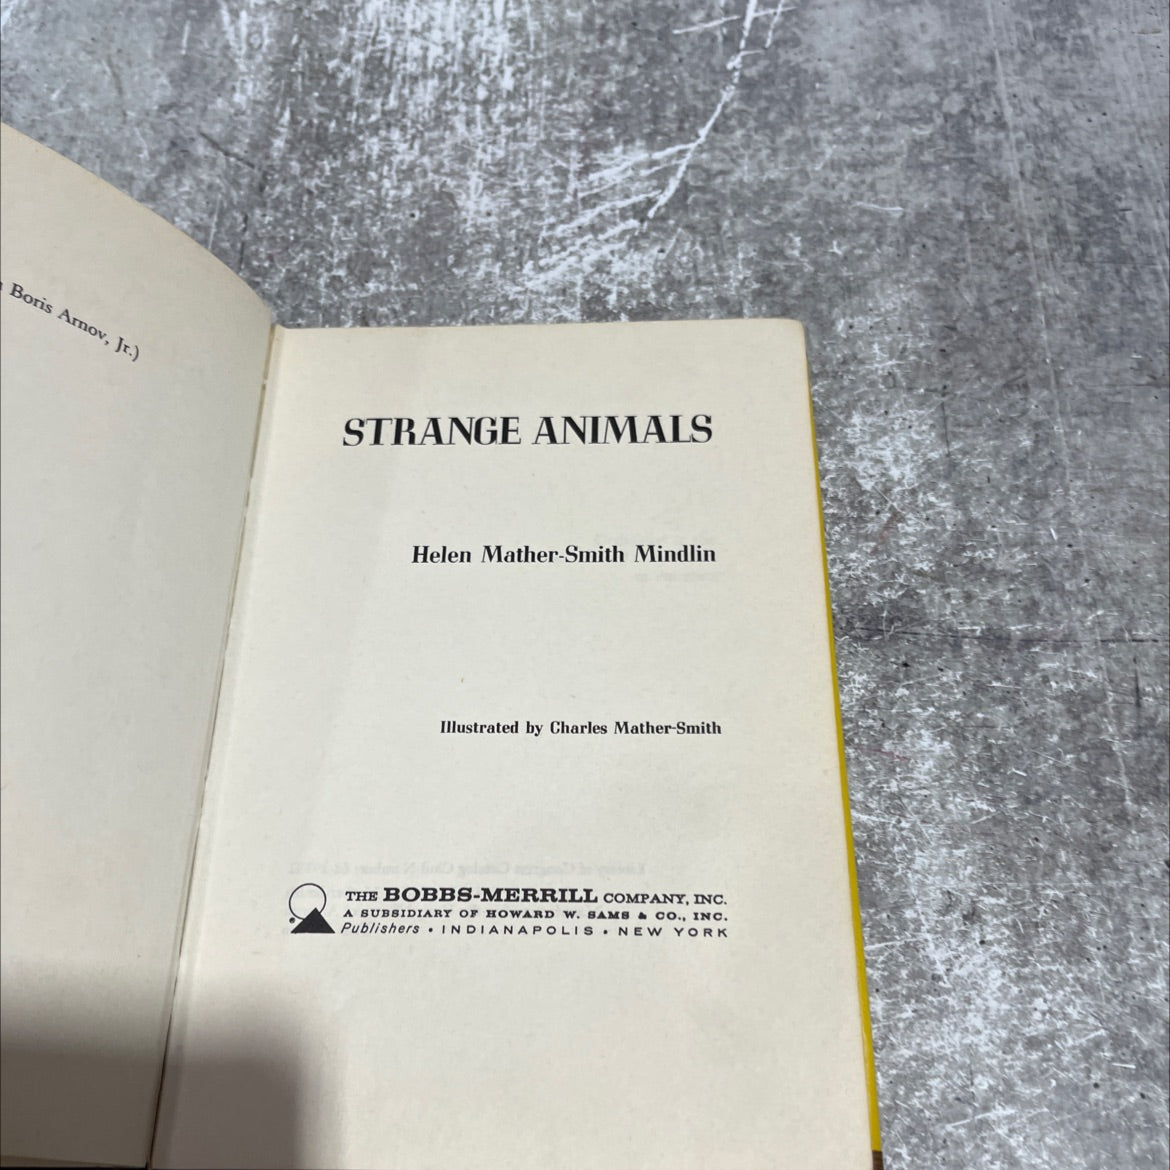 Boris Arnov, Jr.)
STRANGE ANIMALS
Helen Mather-Smith Mindlin
Illustrated by Charles Mather-Smith
THE BOBBS-MERRILL COMPANY, INC.
A SUBSIDIARY OF HOWARD W. SAMS & CO., INC.
Publishers • INDIANAPOLIS • NEW YORK